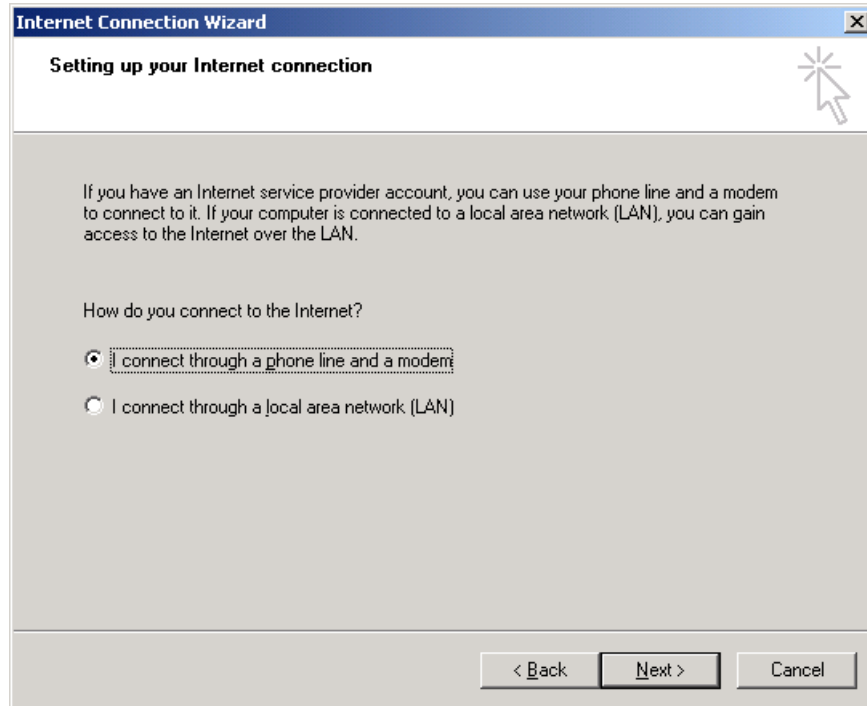 Internet Connection Wizard
Setting up your Internet connection
If you have an Internet service provider account, you can use your phone line and a modem
to connect to it. If your computer is connected to a local area network (LAN), you can gain
access to the Internet over the LAN.
How do you connect to the Internet?
I connect through a phone line and a modem
I connect through a local area network (LAN)
< Back Next > Cancel